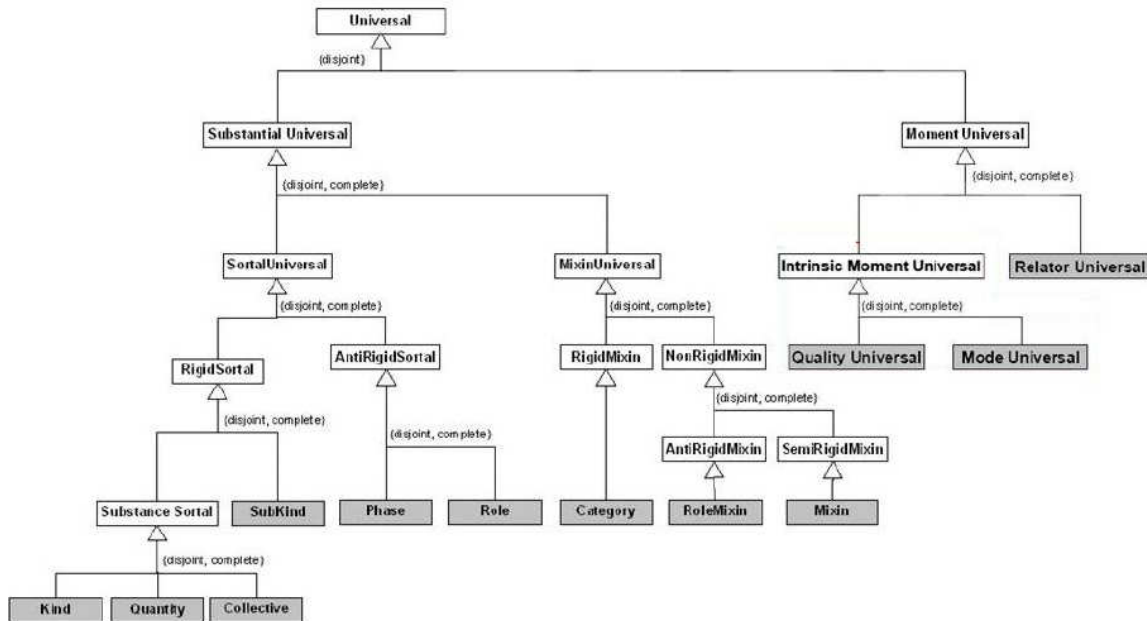 Universal
{disjoint}
Substantial Universal
Moment Universal
{disjoint, complete}
{disjoint, complete}
SortalUniversal
MixinUniversal
Intrinsic Moment Universal
Relator Universal
{disjoint, complete}
{disjoint, complete}
{disjoint, complete}
RigidSortal
AntiRigidSortal
RigidMixin
NonRigidMixin
Quality Universal
Mode Universal
{disjoint, complete}
{disjoint, complete}
{disjoint, complete}
AntiRigidMixin
SemiRigidMixin
Substance Sortal
SubKind
Phase
Role
Category
RoleMixin
Mixin
{disjoint, complete}
Kind
Quantity
Collective